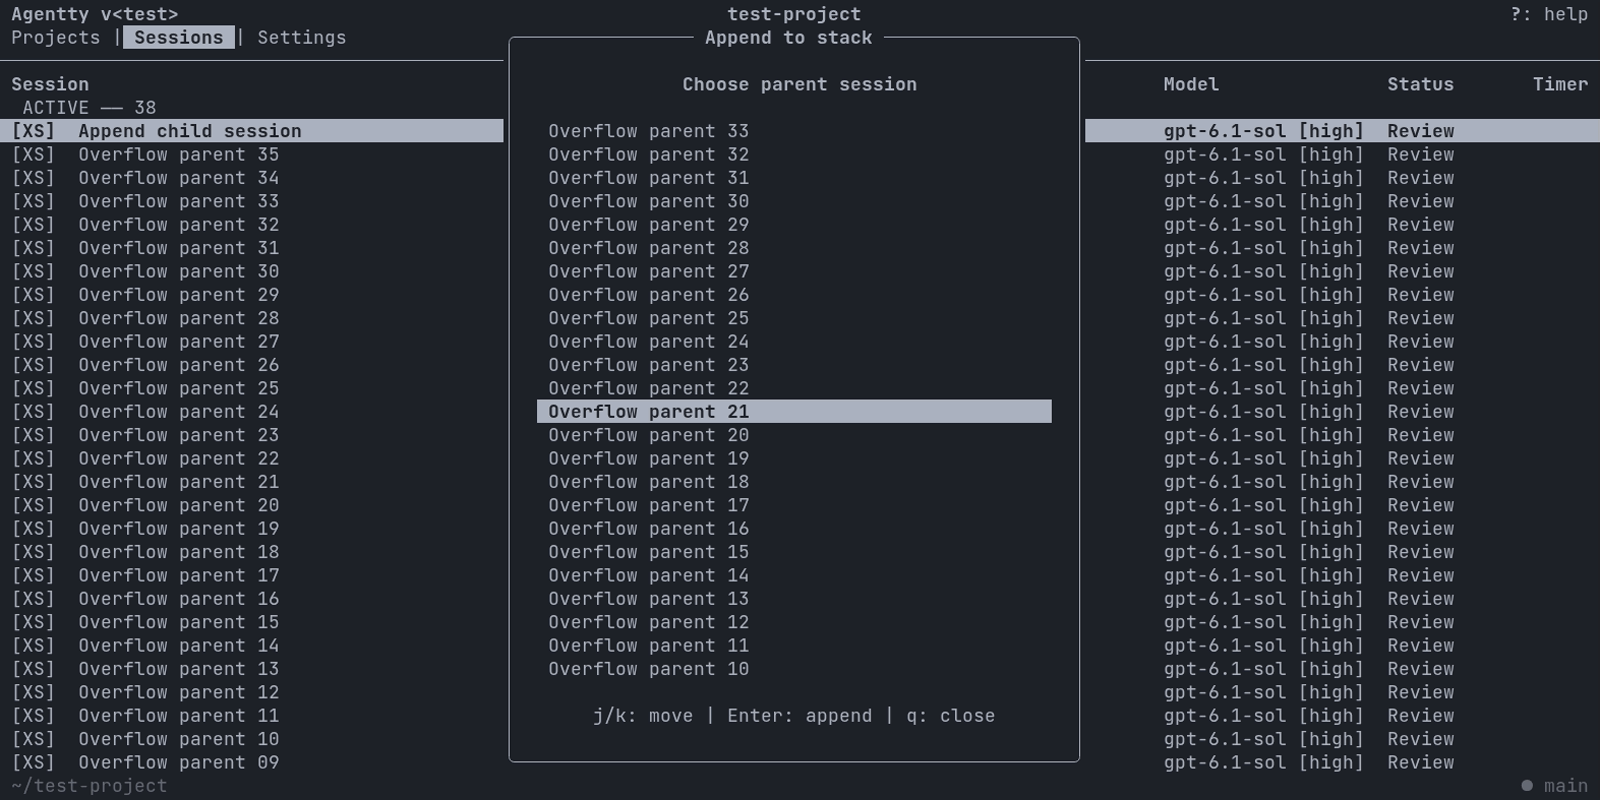 Agentty v<test> test-project ?: help
Projects | Sessions | Settings
Append to stack
Session Model Status Timer
ACTIVE —— 38
[XS] Append child session gpt-6.1-sol [high] Review
[XS] Overflow parent 35 gpt-6.1-sol [high] Review
[XS] Overflow parent 34 gpt-6.1-sol [high] Review
[XS] Overflow parent 33 gpt-6.1-sol [high] Review
[XS] Overflow parent 32 gpt-6.1-sol [high] Review
[XS] Overflow parent 31 gpt-6.1-sol [high] Review
[XS] Overflow parent 30 gpt-6.1-sol [high] Review
[XS] Overflow parent 29 gpt-6.1-sol [high] Review
[XS] Overflow parent 28 gpt-6.1-sol [high] Review
[XS] Overflow parent 27 gpt-6.1-sol [high] Review
[XS] Overflow parent 26 gpt-6.1-sol [high] Review
[XS] Overflow parent 25 gpt-6.1-sol [high] Review
[XS] Overflow parent 24 gpt-6.1-sol [high] Review
[XS] Overflow parent 23 gpt-6.1-sol [high] Review
[XS] Overflow parent 22 gpt-6.1-sol [high] Review
[XS] Overflow parent 21 gpt-6.1-sol [high] Review
[XS] Overflow parent 20 gpt-6.1-sol [high] Review
[XS] Overflow parent 19 gpt-6.1-sol [high] Review
[XS] Overflow parent 18 gpt-6.1-sol [high] Review
[XS] Overflow parent 17 gpt-6.1-sol [high] Review
[XS] Overflow parent 16 gpt-6.1-sol [high] Review
[XS] Overflow parent 15 gpt-6.1-sol [high] Review
[XS] Overflow parent 14 gpt-6.1-sol [high] Review
[XS] Overflow parent 13 gpt-6.1-sol [high] Review
[XS] Overflow parent 12 gpt-6.1-sol [high] Review
[XS] Overflow parent 11 gpt-6.1-sol [high] Review
[XS] Overflow parent 10 gpt-6.1-sol [high] Review
[XS] Overflow parent 09 gpt-6.1-sol [high] Review
Choose parent session
Overflow parent 33
Overflow parent 32
Overflow parent 31
Overflow parent 30
Overflow parent 29
Overflow parent 28
Overflow parent 27
Overflow parent 26
Overflow parent 25
Overflow parent 24
Overflow parent 23
Overflow parent 22
Overflow parent 21
Overflow parent 20
Overflow parent 19
Overflow parent 18
Overflow parent 17
Overflow parent 16
Overflow parent 15
Overflow parent 14
Overflow parent 13
Overflow parent 12
Overflow parent 11
Overflow parent 10
j/k: move | Enter: append | q: close
~/test-project ● main